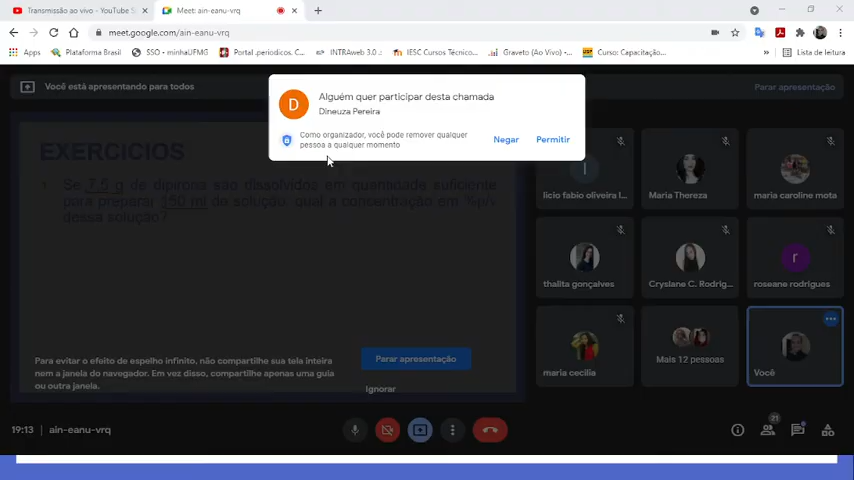 Transmissão ao vivo - YouTube S
Meet: ain-eanu-vrq
meet.google.com/ain-eanu-vrq
Apps
Plataforma Brasil
SSO • minhaUFMG
Portal .periodicos. C...
INTRAweb 3.0 .:
IESC Cursos Técnico...
Graveto (Ao Vivo) -...
Curso: Capacitação...
»
Lista de leitura
Você está apresentando para todos
Parar apresentação
Alguém quer participar desta chamada
D
Dineuza Pereira
Como organizador, você pode remover qualquer
pessoa a qualquer momento
Negar
Permitir
EXERCICIOS
• Se 7,5 g de dipirona são dissolvidos em quantidade suficiente
para preparar 150 ml da solução, qual a concentração em %p/v
dessa solução?
l
licio fabio oliveira l...
Maria Thereza
maria caroline mota
thalita gonçalves
Cryslane C. Rodrig...
r
roseane rodrigues
maria cecilia
Mais 12 pessoas
Você
Para evitar o efeito de espelho infinito, não compartilhe sua tela inteira
nem a janela do navegador. Em vez disso, compartilhe apenas uma guia
ou outra janela.
Parar apresentação
Ignorar
19:13
ain-eanu-vrq
21